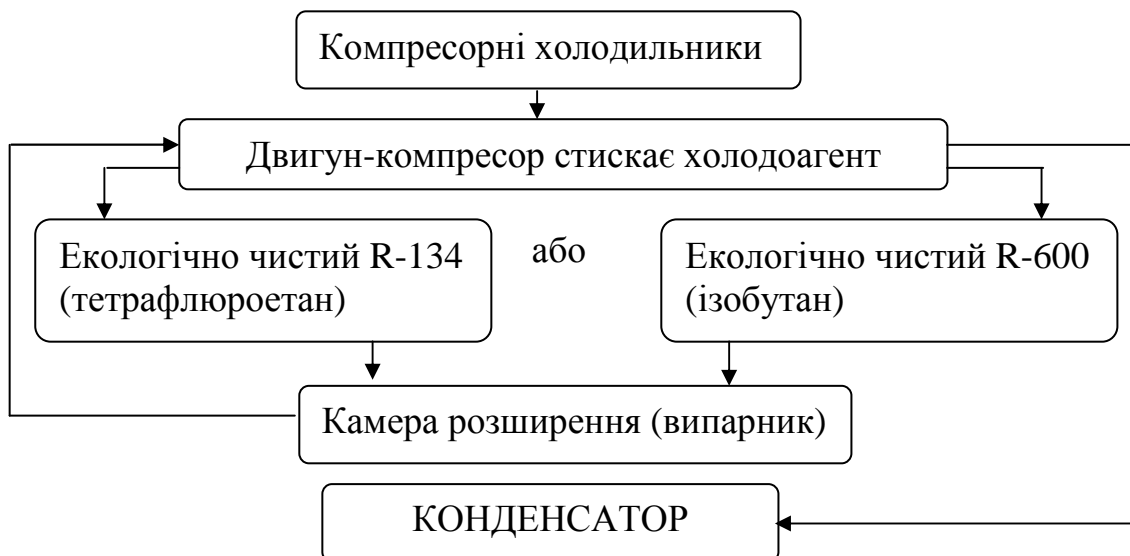 Компресорні холодильники
Двигун-компресор стискає холодоагент
Екологічно чистий R-134
(тетрафлюроетан)
або
Екологічно чистий R-600
(ізобутан)
Камера розширення (випарник)
КОНДЕНСАТОР